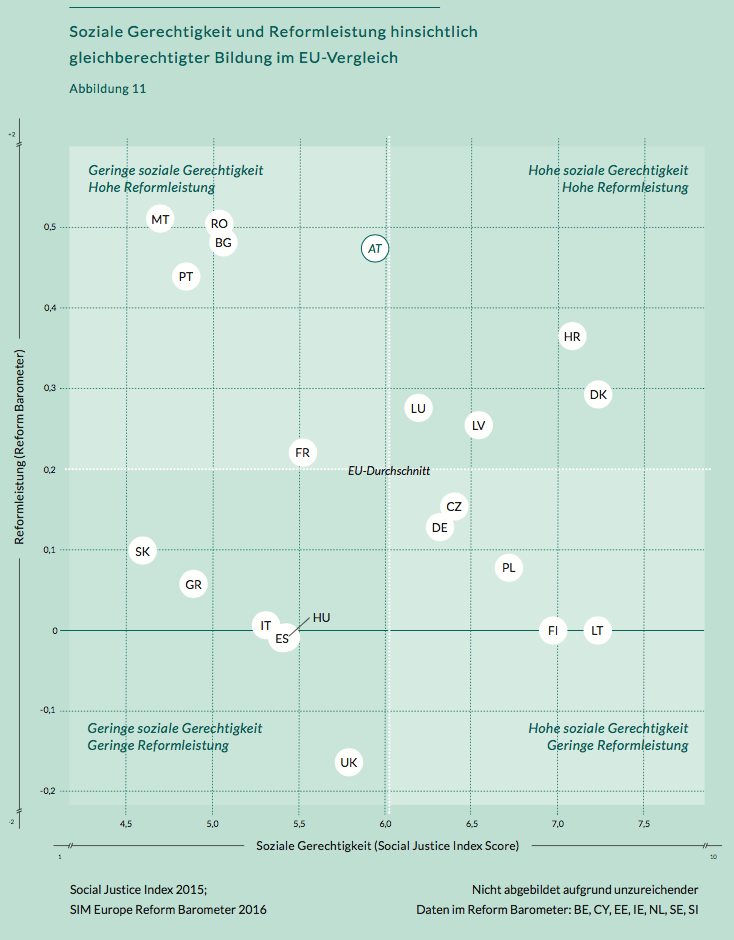 Soziale Gerechtigkeit und Reformleistung hinsichtlich
gleichberechtigter Bildung im EU-Vergleich
Abbildung 11
+2
Geringe soziale Gerechtigkeit
Hohe Reformleistung
Hohe soziale Gerechtigkeit
Hohe Reformleistung
MT
RO
BG
AT
PT
HR
DK
LU
LV
FR
EU-Durchschnitt
CZ
DE
SK
PL
GR
IT
HU
ES
FI
LT
UK
0,5
0,4
0,3
0,2
0,1
0
-0,1
-0,2
-2
Reformleistung (Reform Barometer)
Geringe soziale Gerechtigkeit
Geringe Reformleistung
Hohe soziale Gerechtigkeit
Geringe Reformleistung
4,5
5,0
5,5
6,0
6,5
7,0
7,5
Soziale Gerechtigkeit (Social Justice Index Score)
1
10
Social Justice Index 2015;
SIM Europe Reform Barometer 2016
Nicht abgebildet aufgrund unzureichender
Daten im Reform Barometer: BE, CY, EE, IE, NL, SE, SI